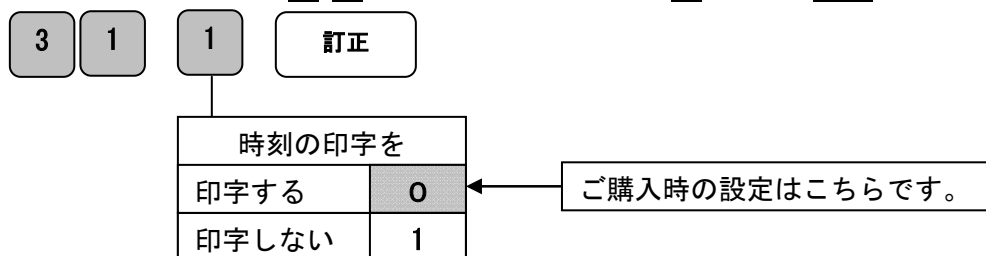 3 1 1 訂正
時刻の印字を
印字する 0 ご購入時の設定はこちらです。
印字しない 1